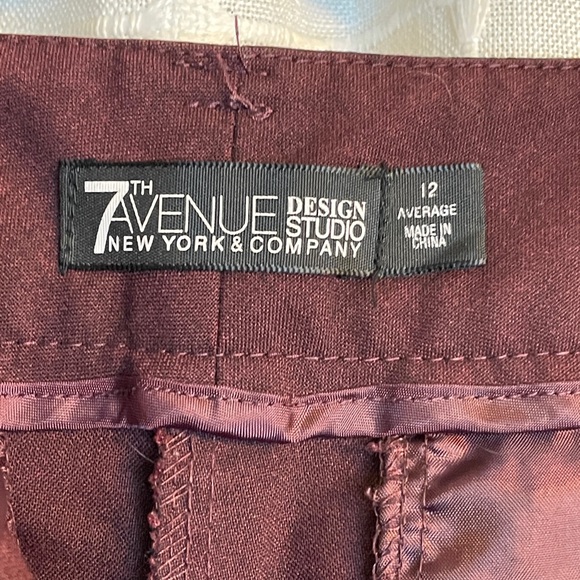 7TH AVENUE DESIGN STUDIO
NEW YORK & COMPANY
12
AVERAGE
MADE IN
CHINA